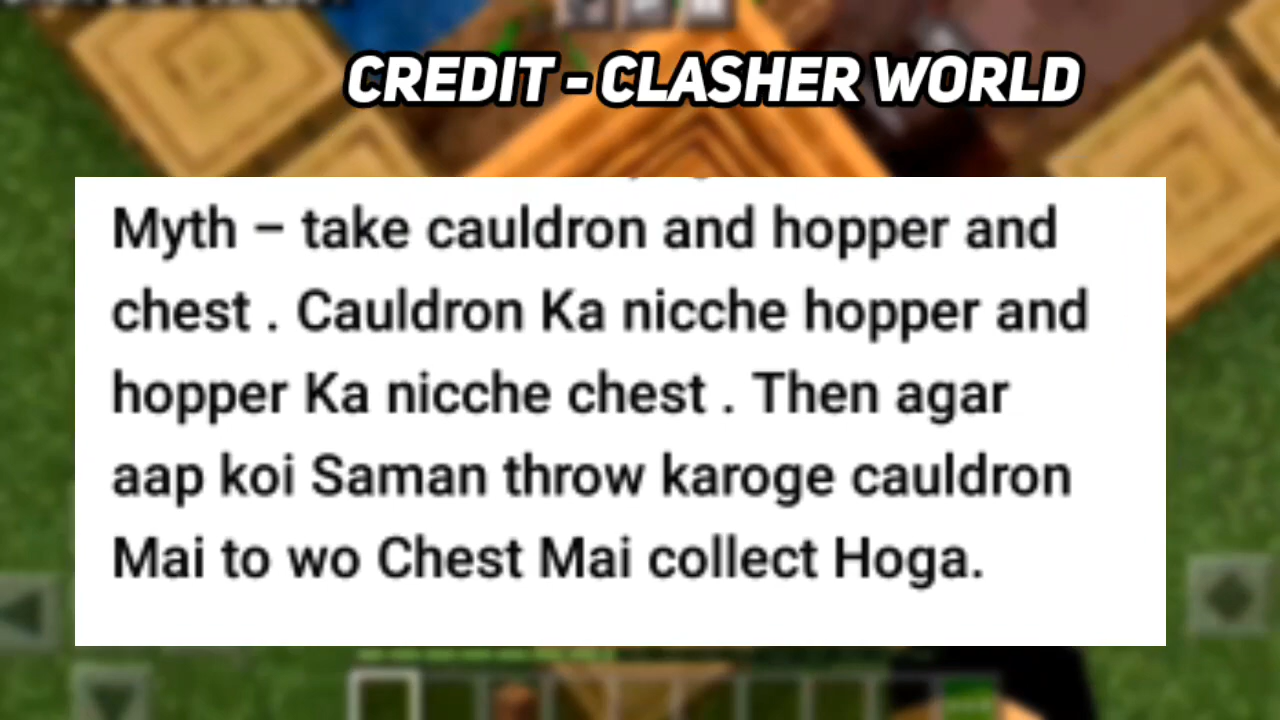 CREDIT - CLASHER WORLD
Myth – take cauldron and hopper and
chest . Cauldron Ka nicche hopper and
hopper Ka nicche chest . Then agar
aap koi Saman throw karoge cauldron
Mai to wo Chest Mai collect Hoga.